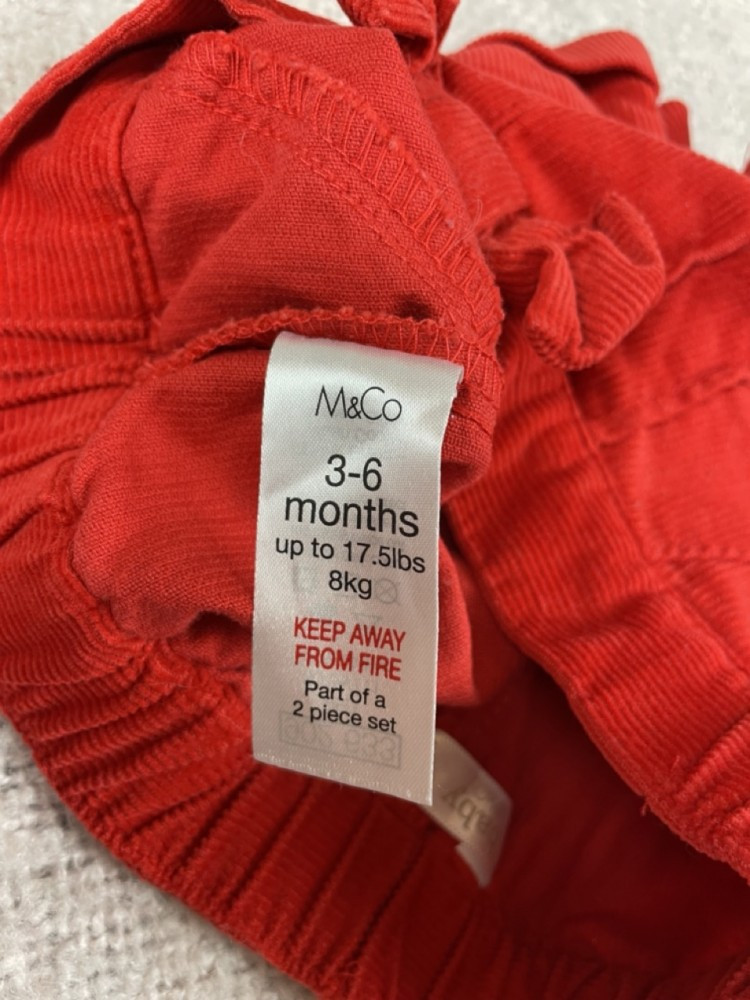 M&Co
3-6
months
up to 17.5lbs
8kg
KEEP AWAY
FROM FIRE
Part of a
2 piece set